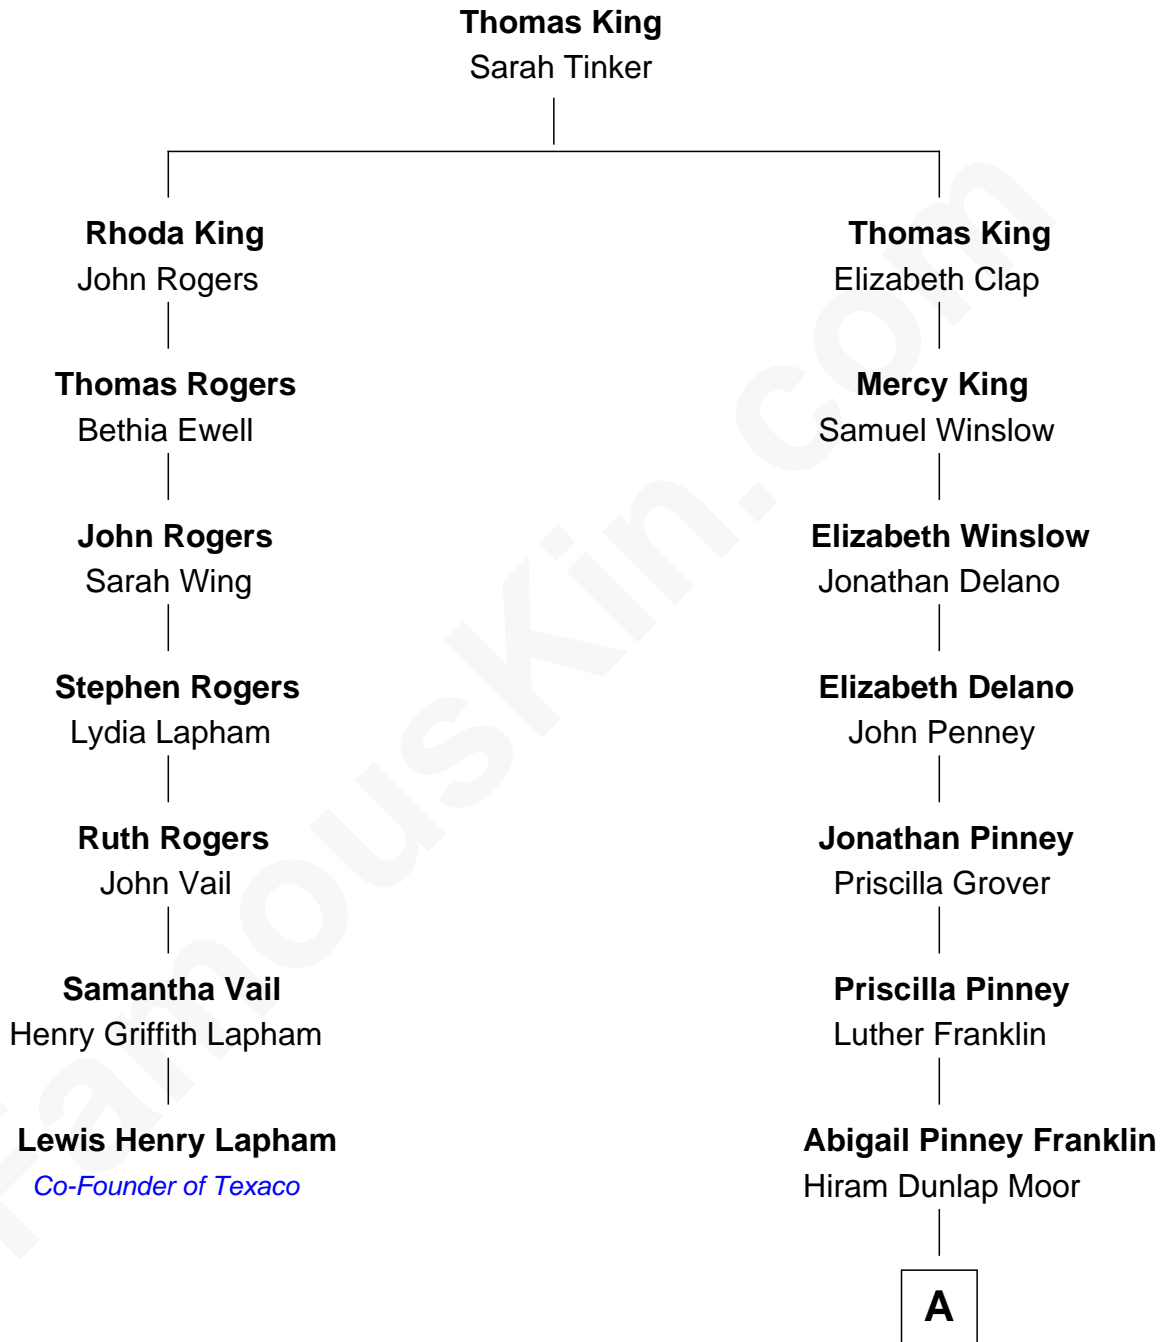 Thomas King
Sarah Tinker
Rhoda King
John Rogers
Thomas King
Elizabeth Clap
Thomas Rogers
Bethia Ewell
Mercy King
Samuel Winslow
John Rogers
Sarah Wing
Elizabeth Winslow
Jonathan Delano
Stephen Rogers
Lydia Lapham
Elizabeth Delano
John Penney
Ruth Rogers
John Vail
Jonathan Pinney
Priscilla Grover
Samantha Vail
Henry Griffith Lapham
Priscilla Pinney
Luther Franklin
Lewis Henry Lapham
Co-Founder of Texaco
Abigail Pinney Franklin
Hiram Dunlap Moor
A
FamousKin.com